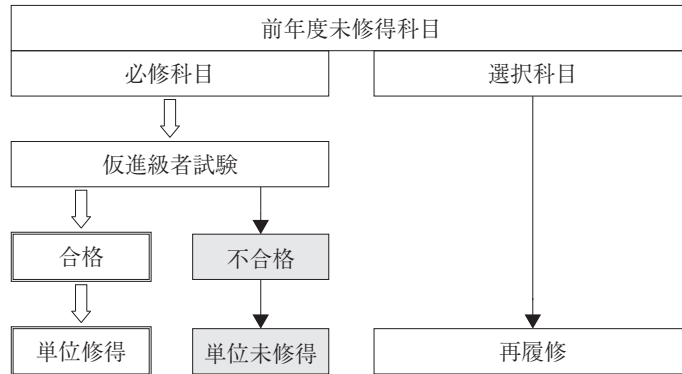 前年度未修得科目
必修科目
選択科目
仮進級者試験
合格
不合格
単位修得
単位未修得
再履修